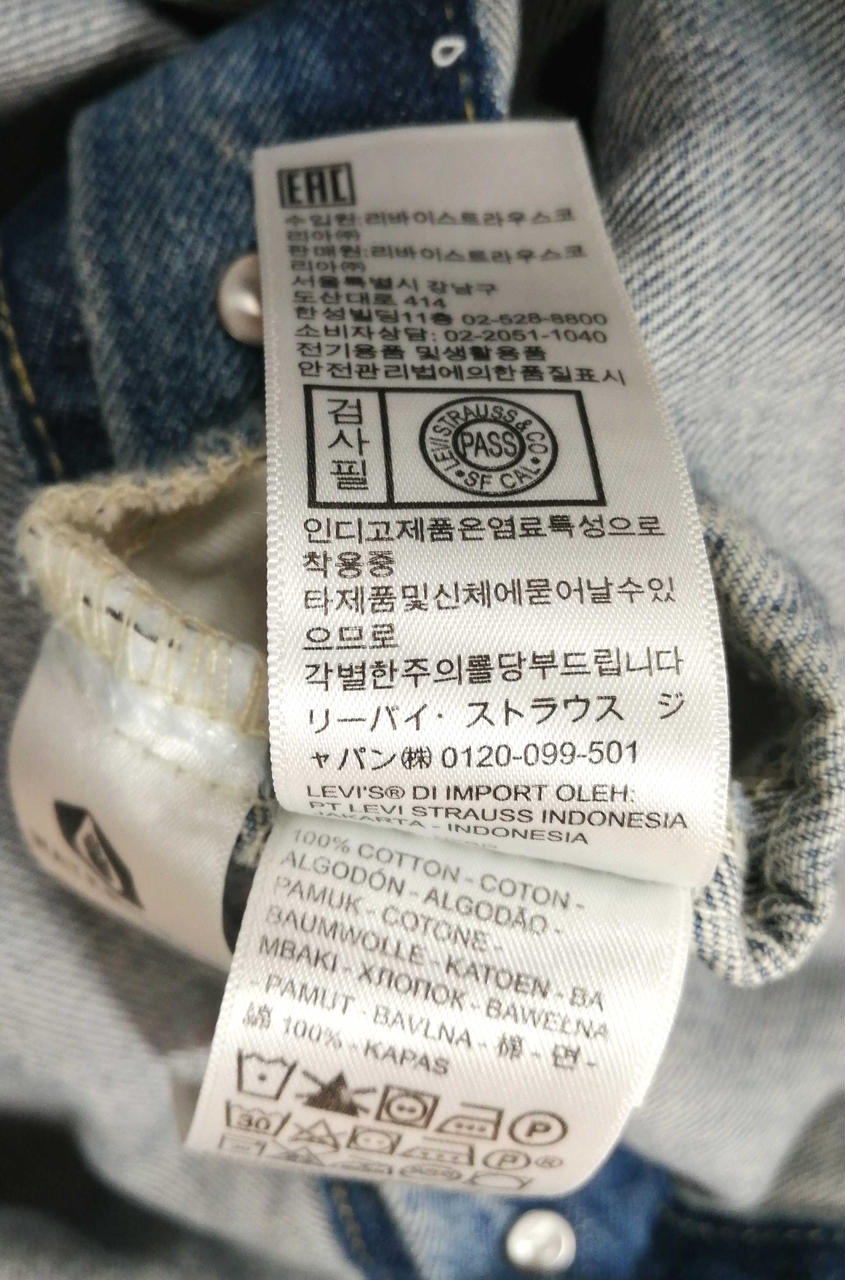 EAC
수입원:리바이스트라우스코
리아㈜
판매원:리바이스트라우스코
리아㈜
서울특별시 강남구
도산대로 414
한성빌딩11층 02-528-8800
소비자상담: 02-2051-1040
전기용품 및생활용품
안전관리법에의한품질표시
검사필
LEVI STRAUSS & CO
PASS
SF CAL
인디고제품은염료특성으로
착용중
타제품및신체에묻어날수있
으므로
각별한주의를당부드립니다
リーバイ・ストラウス ジ
ャパン㈱ 0120-099-501
LEVI'S® DI IMPORT OLEH:
PT LEVI STRAUSS INDONESIA
JAKARTA - INDONESIA
100% COTTON - COTON -
ALGODÓN - ALGODÃO -
PAMUK - COTONE -
BAUMWOLLE - KATOEN - BA
MBAKI - ХЛОПОК - BAWEŁNA
- PAMUT - BAVLNA - 棉 - 면 -
綿 100% - KAPAS
P
30
P ®